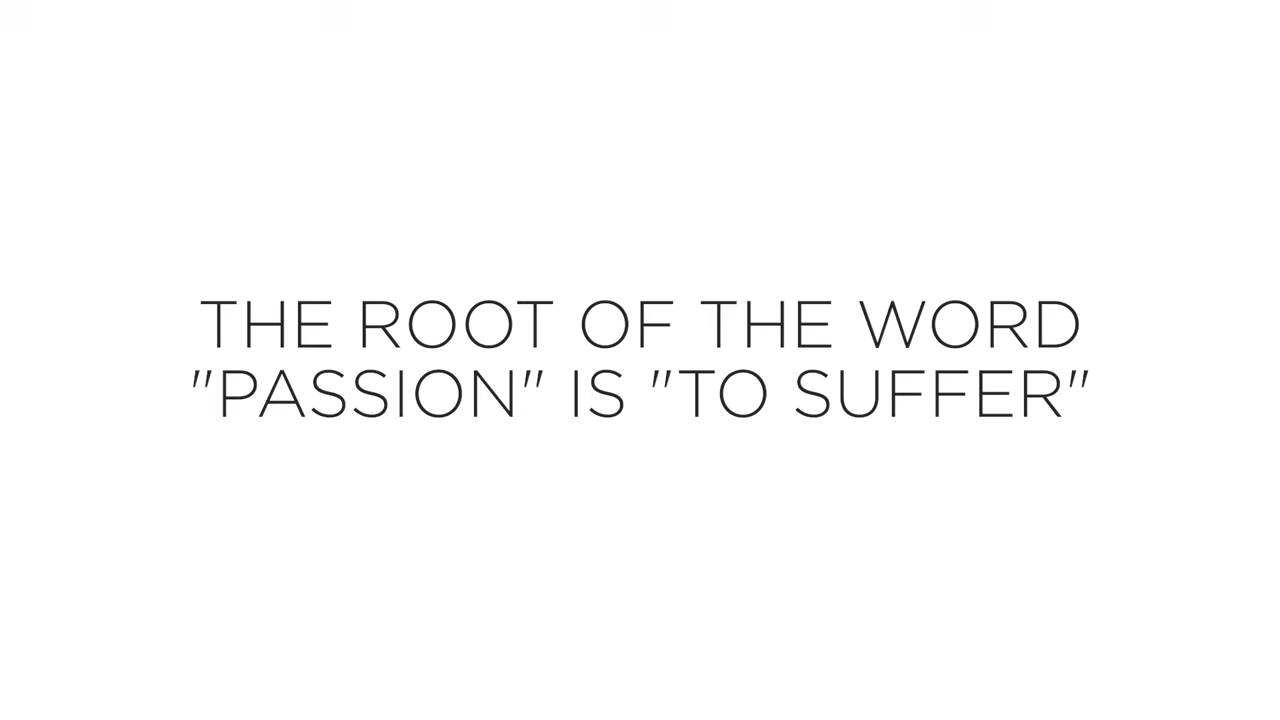 THE ROOT OF THE WORD
"PASSION" IS "TO SUFFER"